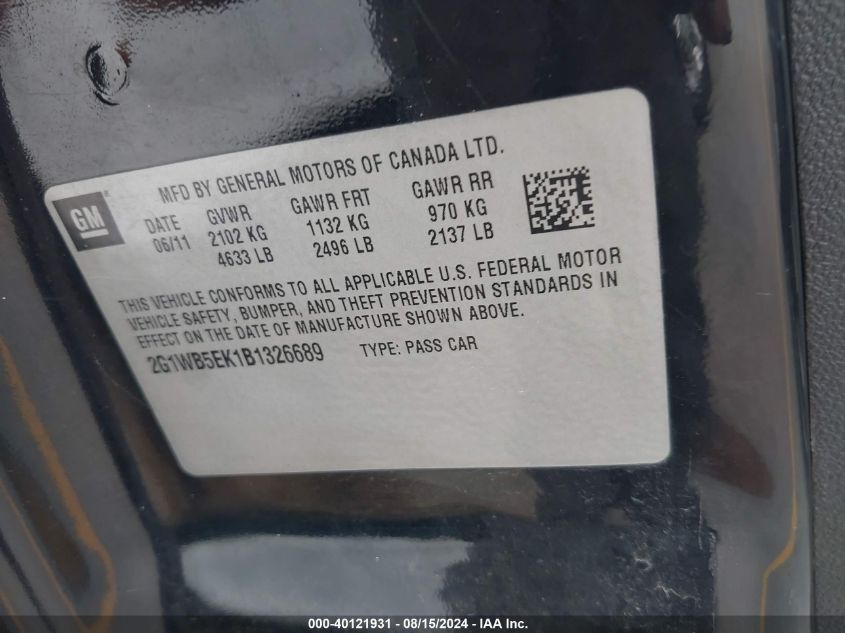 MFD BY GENERAL MOTORS OF CANADA LTD.
GM
DATE GVWR GAWR FRT GAWR RR
06/11 2102 KG 1132 KG 970 KG
4633 LB 2496 LB 2137 LB
THIS VEHICLE CONFORMS TO ALL APPLICABLE U.S. FEDERAL MOTOR
VEHICLE SAFETY, BUMPER, AND THEFT PREVENTION STANDARDS IN
EFFECT ON THE DATE OF MANUFACTURE SHOWN ABOVE.
2G1WB5EK1B1326689 TYPE: PASS CAR
000-40121931 - 08/15/2024 - IAA Inc.